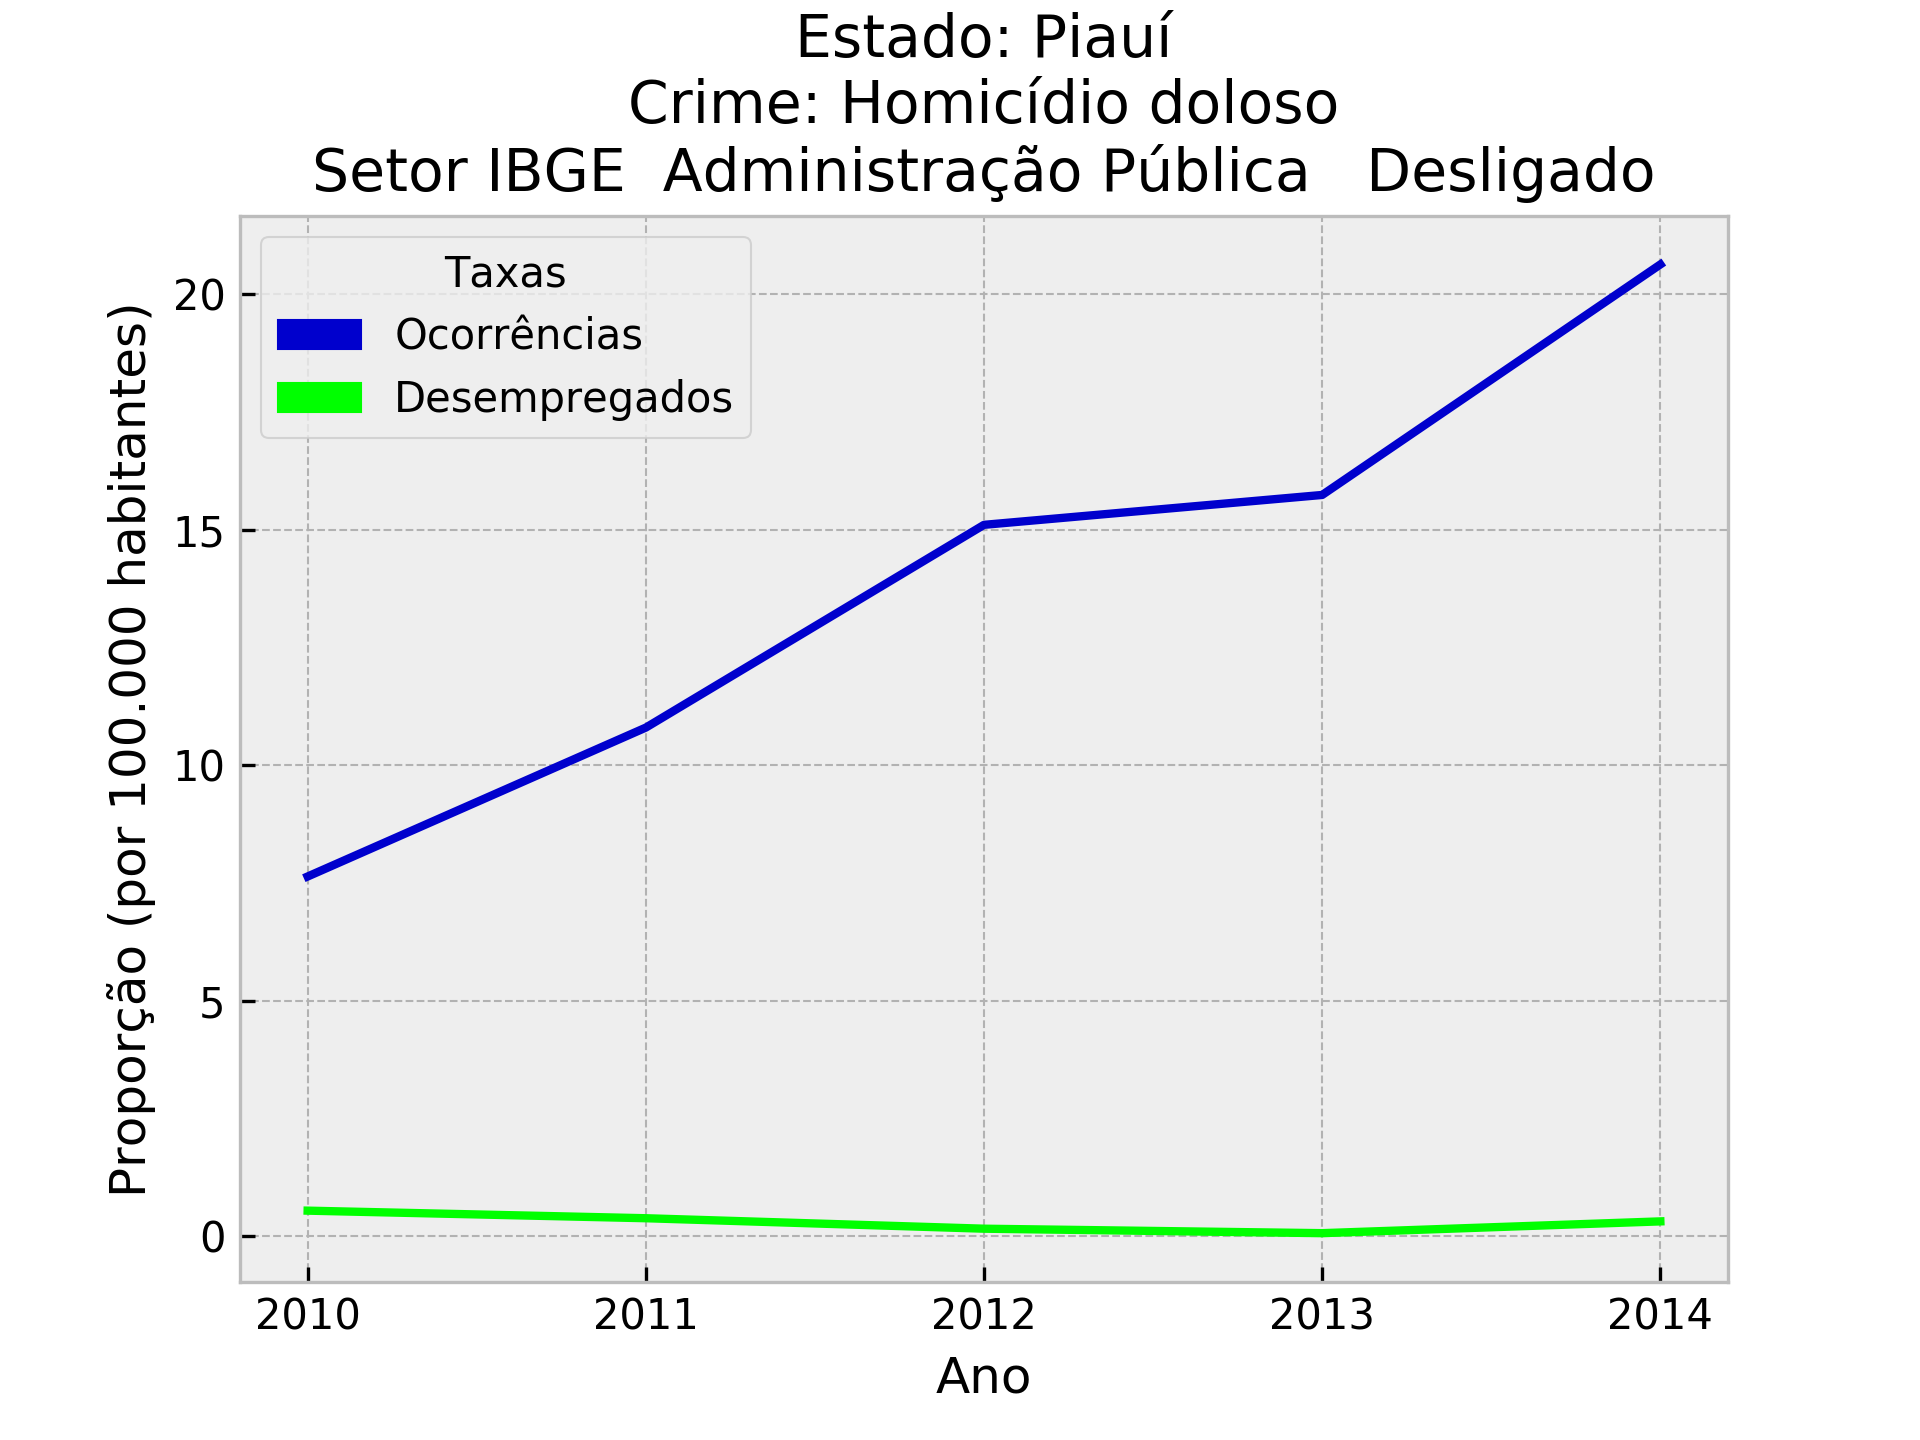 Estado: Piauí
Crime: Homicídio doloso
Setor IBGE  Administração Pública   Desligado
Taxas
Ocorrências
Desempregados
Proporção (por 100.000 habitantes)
20
15
10
5
0
2010 2011 2012 2013 2014
Ano